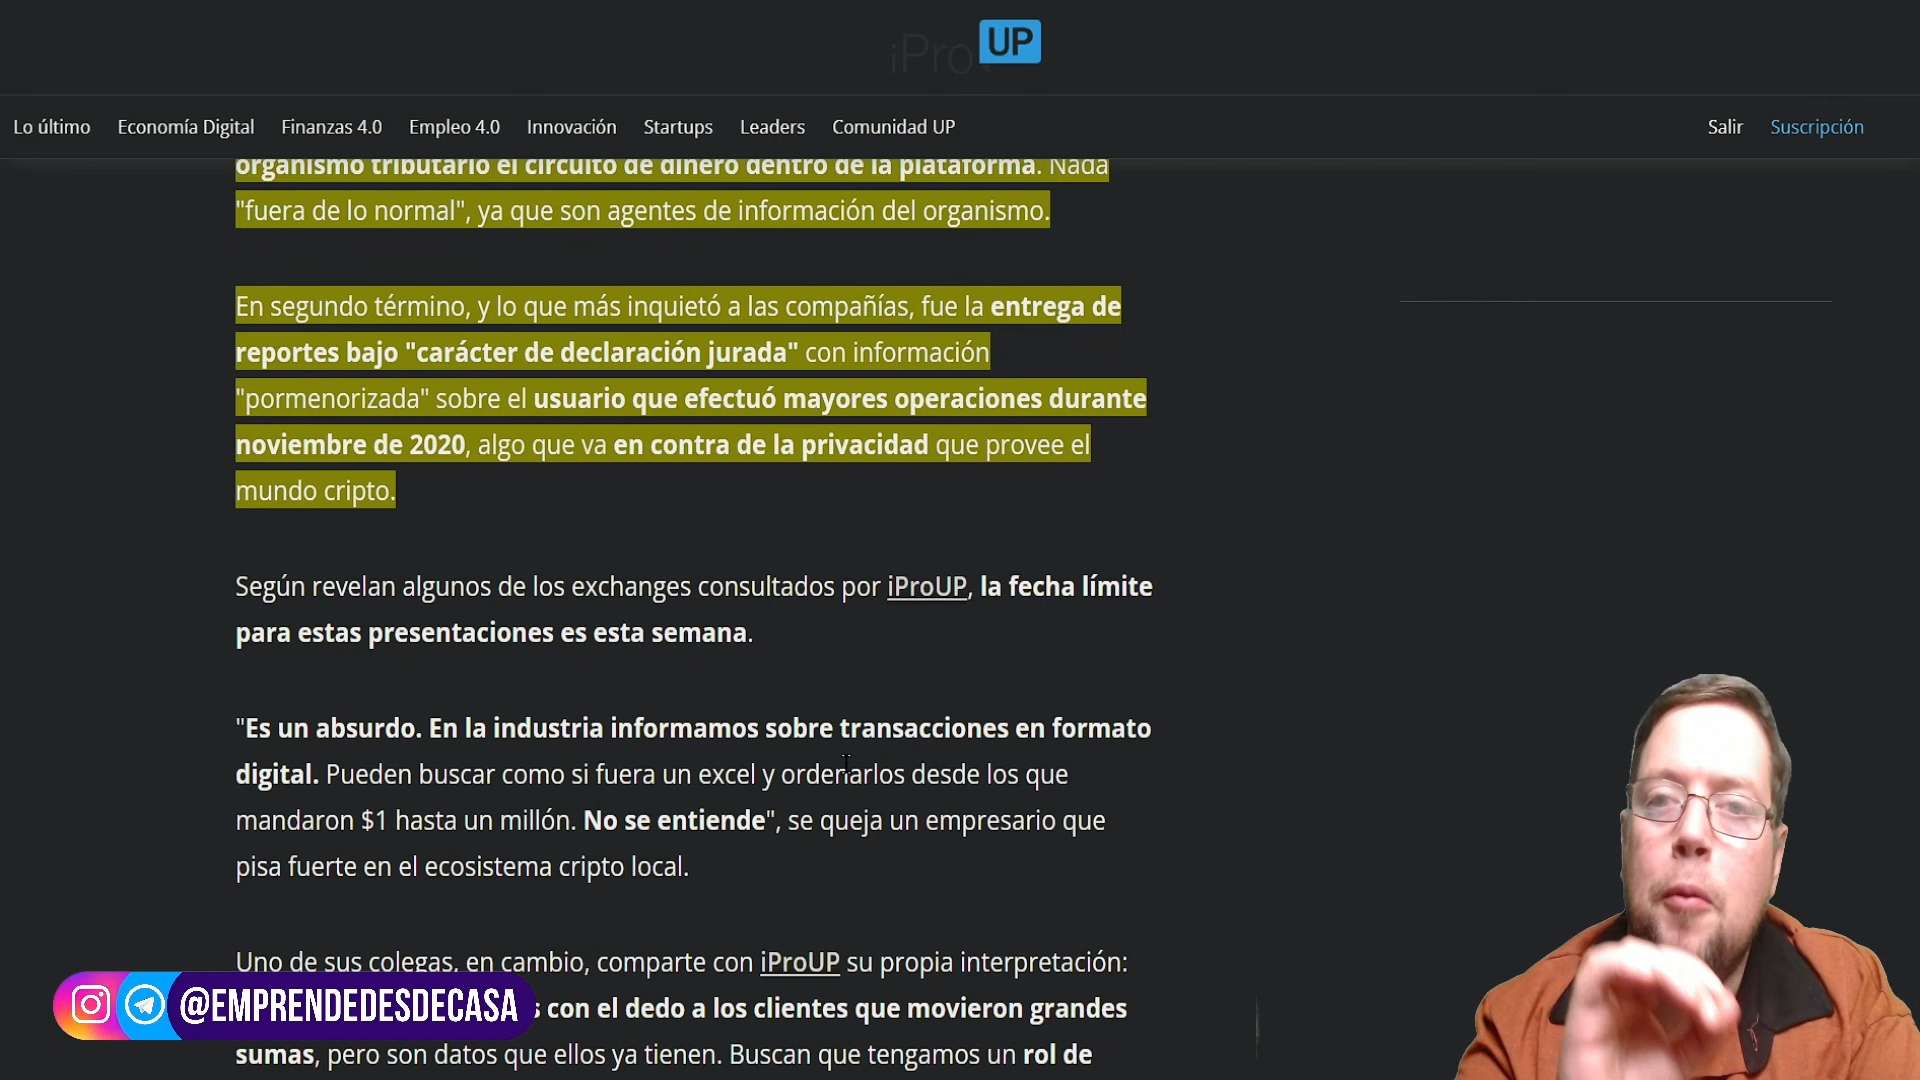 iPro UP
Lo último Economía Digital Finanzas 4.0 Empleo 4.0 Innovación Startups Leaders Comunidad UP Salir Suscripción
organismo tributario el circuito de dinero dentro de la plataforma. Nada
"fuera de lo normal", ya que son agentes de información del organismo.
En segundo término, y lo que más inquietó a las compañías, fue la entrega de
reportes bajo "carácter de declaración jurada" con información
"pormenorizada" sobre el usuario que efectuó mayores operaciones durante
noviembre de 2020, algo que va en contra de la privacidad que provee el
mundo cripto.
Según revelan algunos de los exchanges consultados por iProUP, la fecha límite
para estas presentaciones es esta semana.
"Es un absurdo. En la industria informamos sobre transacciones en formato
digital. Pueden buscar como si fuera un excel y ordenarlos desde los que
mandaron $1 hasta un millón. No se entiende", se queja un empresario que
pisa fuerte en el ecosistema cripto local.
Uno de sus colegas, en cambio, comparte con iProUP su propia interpretación:
con el dedo a los clientes que movieron grandes
sumas, pero son datos que ellos ya tienen. Buscan que tengamos un rol de
@EMPRENDEDESDECASA